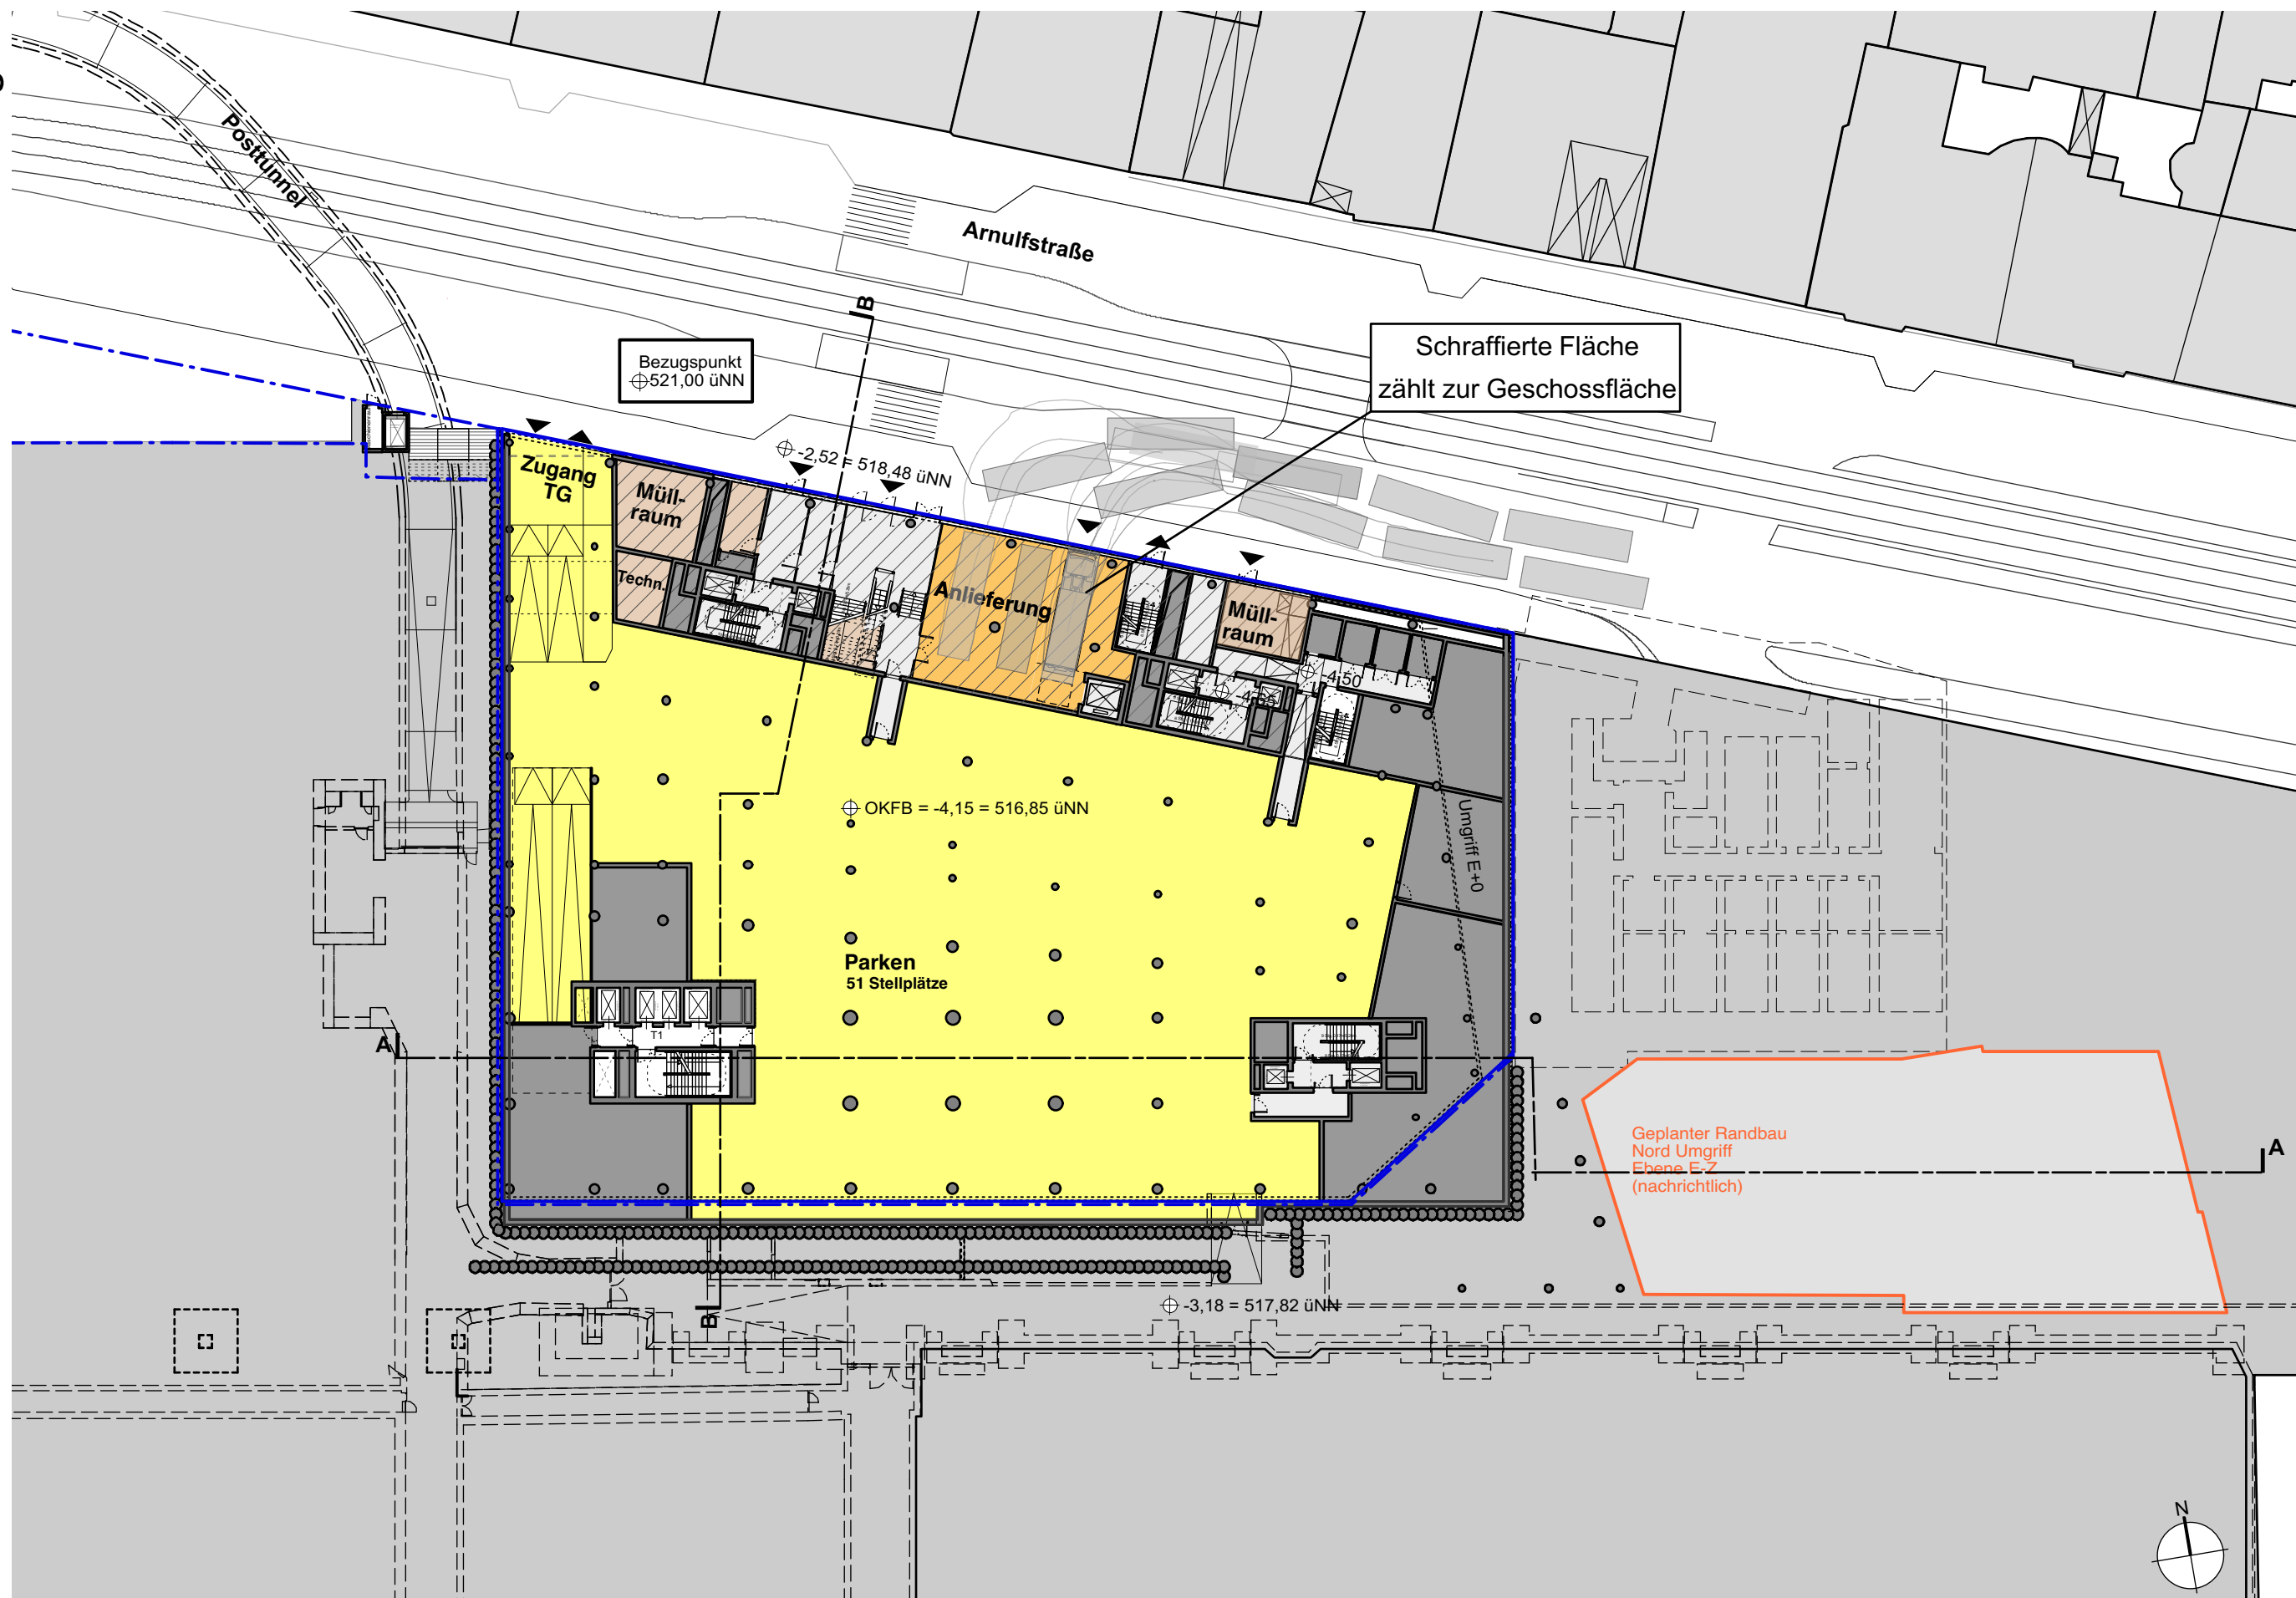 Posttunnel
Arnulfstraße
B
Schraffierte Fläche
zählt zur Geschossfläche
Bezugspunkt
521,00 üNN
-2,52 = 518,48 üNN
Zugang
TG
Müll-
raum
Techn.
Anlieferung
Müll-
raum
-4,50
-4,65
OKFB = -4,15 = 516,85 üNN
Umgriff E+0
Parken
51 Stellplätze
T1
A
Geplanter Randbau
Nord Umgriff
Ebene E-Z
(nachrichtlich)
A
-3,18 = 517,82 üNN
B
N